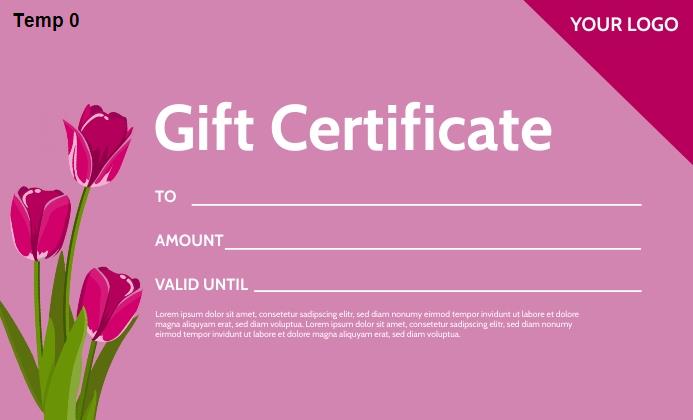 Temp 0
YOUR LOGO
Gift Certificate
TO
AMOUNT
VALID UNTIL
Lorem ipsum dolor sit amet, consetetur sadipscing elitr, sed diam nonumy eirmod tempor invidunt ut labore et dolore
magna aliquyam erat, sed diam voluptua. Lorem ipsum dolor sit amet, consetetur sadipscing elitr, sed diam nonumy
eirmod tempor invidunt ut labore et dolore magna aliquyam erat, sed diam voluptua.